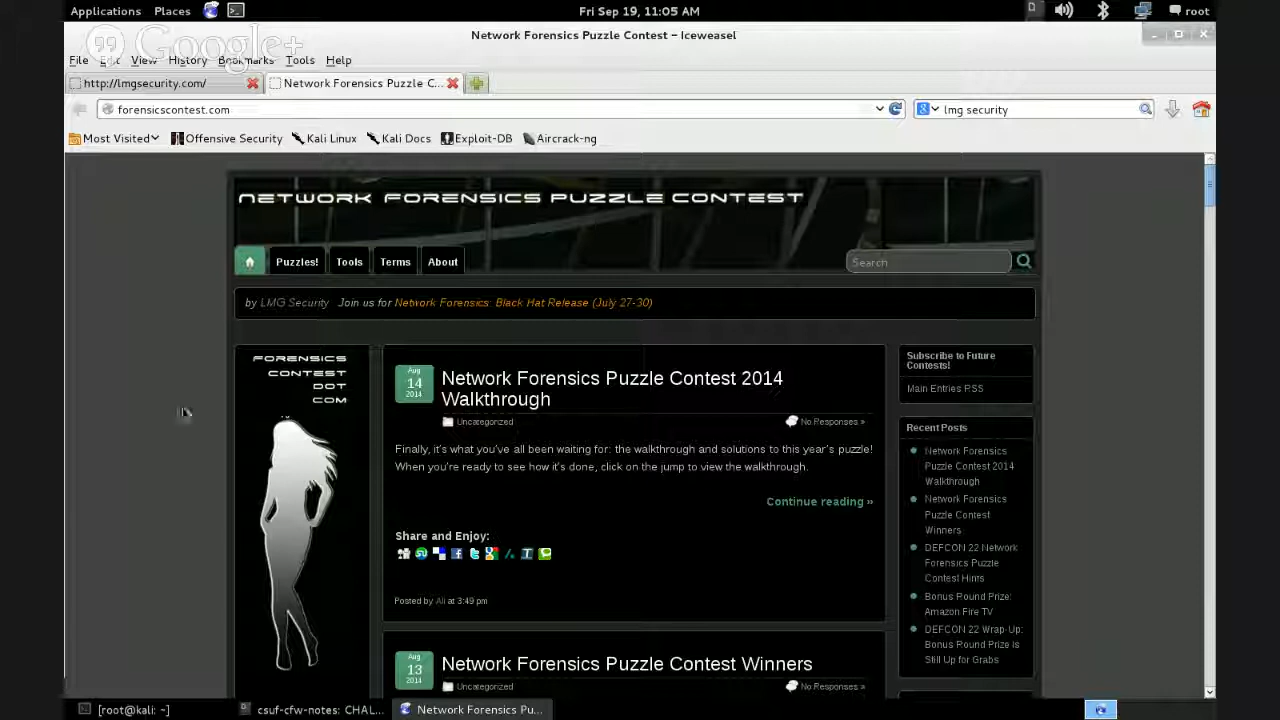 Applications Places
Fri Sep 19, 11:05 AM
root
Google+
Network Forensics Puzzle Contest – Iceweasel
File Edit View History Bookmarks Tools Help
http://lmgsecurity.com/
Network Forensics Puzzle C...
forensicscontest.com
lmg security
Most Visited
Offensive Security
Kali Linux
Kali Docs
Exploit-DB
Aircrack-ng
NETWORK FORENSICS PUZZLE CONTEST
Puzzles! Tools Terms About
Search
by LMG Security Join us for Network Forensics: Black Hat Release (July 27-30)
FORENSICS
CONTEST
DOT
COM
Aug
14
2014
Network Forensics Puzzle Contest 2014
Walkthrough
Uncategorized
No Responses »
Finally, it's what you've all been waiting for: the walkthrough and solutions to this year's puzzle!
When you're ready to see how it's done, click on the jump to view the walkthrough.
Continue reading »
Share and Enjoy:
Posted by Ali at 3:49 pm
Aug
13
2014
Network Forensics Puzzle Contest Winners
Uncategorized
No Responses »
Subscribe to Future
Contests!
Main Entries RSS
Recent Posts
Network Forensics
Puzzle Contest 2014
Walkthrough
Network Forensics
Puzzle Contest
Winners
DEFCON 22 Network
Forensics Puzzle
Contest Hints
Bonus Round Prize:
Amazon Fire TV
DEFCON 22 Wrap-Up:
Bonus Round Prize is
Still Up for Grabs
[root@kali: ~]
csuf-cfw-notes: CHAL...
Network Forensics Pu...